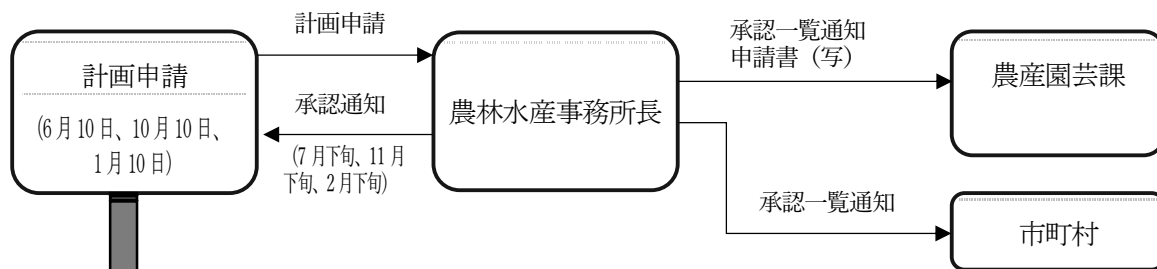 計画申請
(6月10日、10月10日、
1月10日)
計画申請
承認通知
(7月下旬、11月
下旬、2月下旬)
農林水産事務所長
承認一覧通知
申請書（写）
農産園芸課
承認一覧通知
市町村